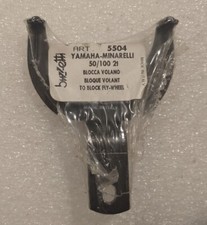 buzzetti
ART 5504
YAMAHA-MINARELLI
50/100 2t
BLOCCA VOLANO
BLOQUE VOLANT
TO BLOCK FLY-WHEEL